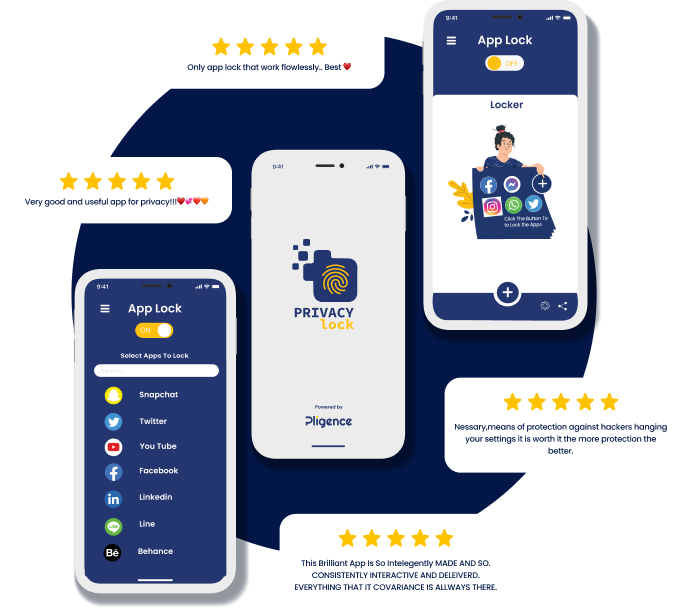 Only app lock that work flowlessly.. Best ❤️
Very good and useful app for privacy!!!❤️💞❤️🧡
9:41
App Lock
OFF
Locker
Click The Button To
to Lock the Apps
9:41
PRIVACY
lock
Powered by
Pligence
9:41
App Lock
ON
Select Apps To Lock
Search...
Snapchat
Twitter
You Tube
Facebook
in
Linkedin
LINE
Line
Bē
Behance
Nessary,means of protection against hackers hanging
your settings it is worth it the more protection the
better.
This Brilliant App Is So Intelegently MADE AND SO.
CONSISTENTLY INTERACTIVE AND DELEIVERD.
EVERYTHING THAT IT COVARIANCE IS ALLWAYS THERE.